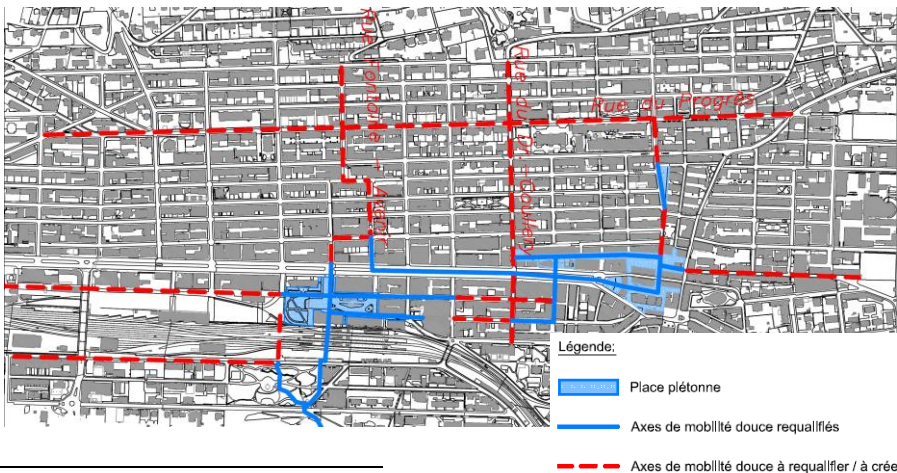 Rue Fontaine + Avenir
Rue du Dr.-Coullery
Rue du Progrès
Légende:
Place piétonne
Axes de mobilité douce requalifiés
Axes de mobilité douce à requalifier / à crée